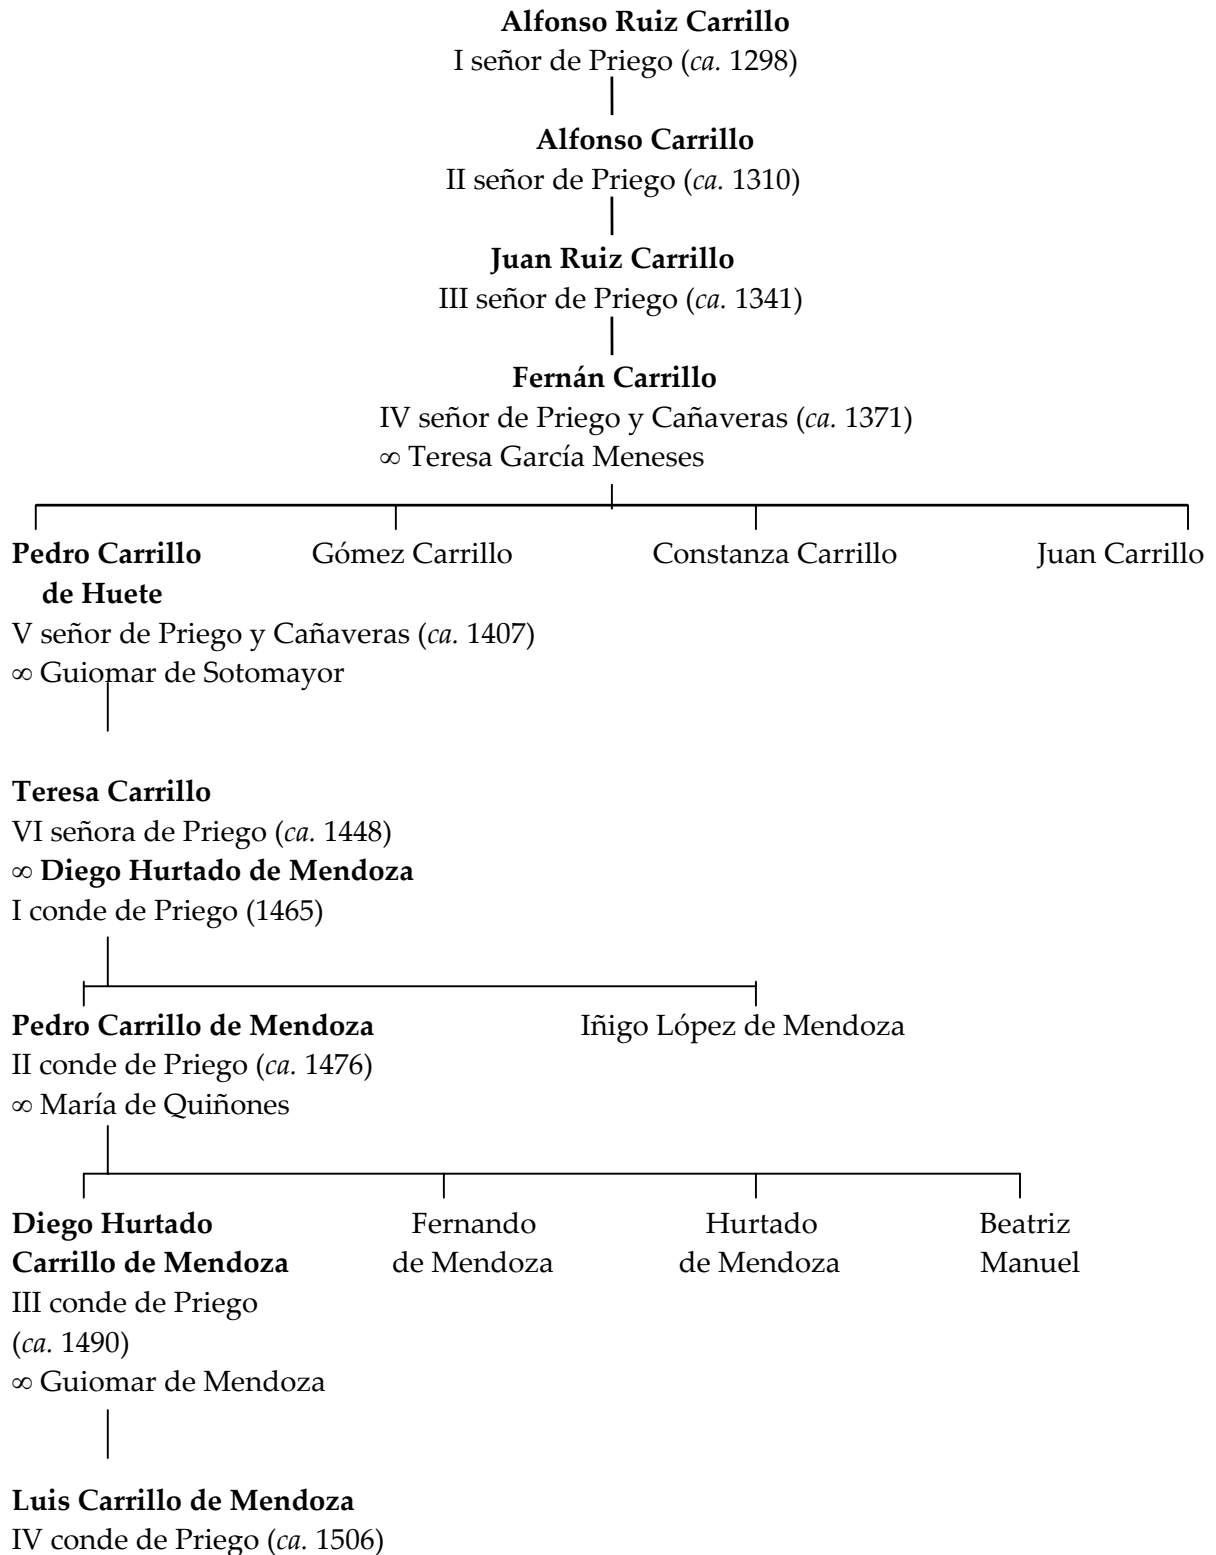 Alfonso Ruiz Carrillo
I señor de Priego (ca. 1298)
Alfonso Carrillo
II señor de Priego (ca. 1310)
Juan Ruiz Carrillo
III señor de Priego (ca. 1341)
Fernán Carrillo
IV señor de Priego y Cañaveras (ca. 1371)
∞ Teresa García Meneses
Pedro Carrillo Gómez Carrillo Constanza Carrillo Juan Carrillo
de Huete
V señor de Priego y Cañaveras (ca. 1407)
∞ Guiomar de Sotomayor
Teresa Carrillo
VI señora de Priego (ca. 1448)
∞ Diego Hurtado de Mendoza
I conde de Priego (1465)
Pedro Carrillo de Mendoza Iñigo López de Mendoza
II conde de Priego (ca. 1476)
∞ María de Quiñones
Diego Hurtado Fernando Hurtado Beatriz
Carrillo de Mendoza de Mendoza de Mendoza Manuel
III conde de Priego
(ca. 1490)
∞ Guiomar de Mendoza
Luis Carrillo de Mendoza
IV conde de Priego (ca. 1506)